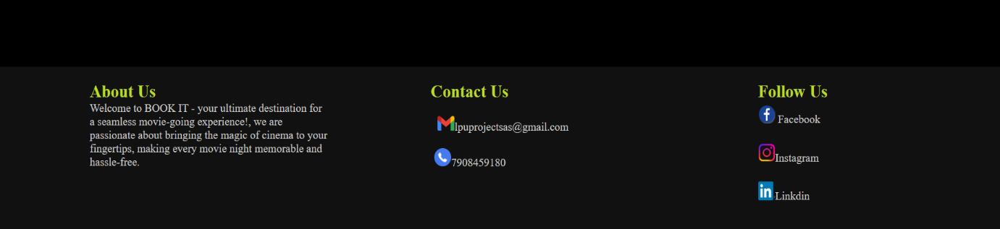 About Us
Welcome to BOOK IT - your ultimate destination for
a seamless movie-going experience!, we are
passionate about bringing the magic of cinema to your
fingertips, making every movie night memorable and
hassle-free.
Contact Us
lpuprojectsas@gmail.com
7908459180
Follow Us
Facebook
Instagram
Linkdin